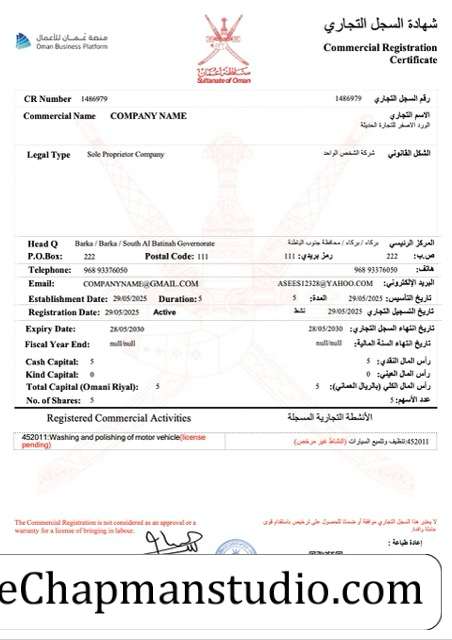 منصة عُمان للأعمال
Oman Business Platform
سلطنة عُمان
Sultanate of Oman
شهادة السجل التجاري
Commercial Registration
Certificate
CR Number 1486979 1486979 رقم السجل التجاري
Commercial Name COMPANY NAME الاسم التجاري
الورد الاصفر للتجارة الحديثة
Legal Type Sole Proprietor Company شركة الشخص الواحد الشكل القانوني
Head Q Barka / Barka / South Al Batinah Governorate بركاء / بركاء / محافظة جنوب الباطنة المركز الرئيسي
P.O.Box: 222 Postal Code: 111 رمز بريدي: 111 ص.ب: 222
Telephone: 968 93376050 968 93376050 هاتف:
Email: COMPANYNAME@GMAIL.COM ASEES12328@YAHOO.COM البريد الإلكتروني:
Establishment Date: 29/05/2025 Duration: 5 المدة: 5 29/05/2025 تاريخ التأسيس:
Registration Date: 29/05/2025 Active نشط 29/05/2025 تاريخ التسجيل التجاري
Expiry Date: 28/05/2030 28/05/2030 تاريخ انتهاء السجل التجاري:
Fiscal Year End: null/null null/null تاريخ انتهاء السنة المالية:
Cash Capital: 5 5 رأس المال النقدي:
Kind Capital: 0 0 رأس المال العيني:
Total Capital (Omani Riyal): 5 5 رأس المال الكلي (بالريال العماني):
No. of Shares: 5 5 عدد الأسهم:
Registered Commercial Activities الأنشطة التجارية المسجلة
452011:Washing and polishing of motor vehicle(license
pending)
452011:تنظيف وتلميع السيارات (النشاط غير مرخص)
The Commercial Registration is not considered as an approval or a
warranty for a license of bringing in labour.
لا يعتبر هذا السجل التجاري موافقة أو ضمانا للحصول على ترخيص باستقدام قوى
عاملة وافدة.
إعادة طباعة :
eChapmanstudio.com